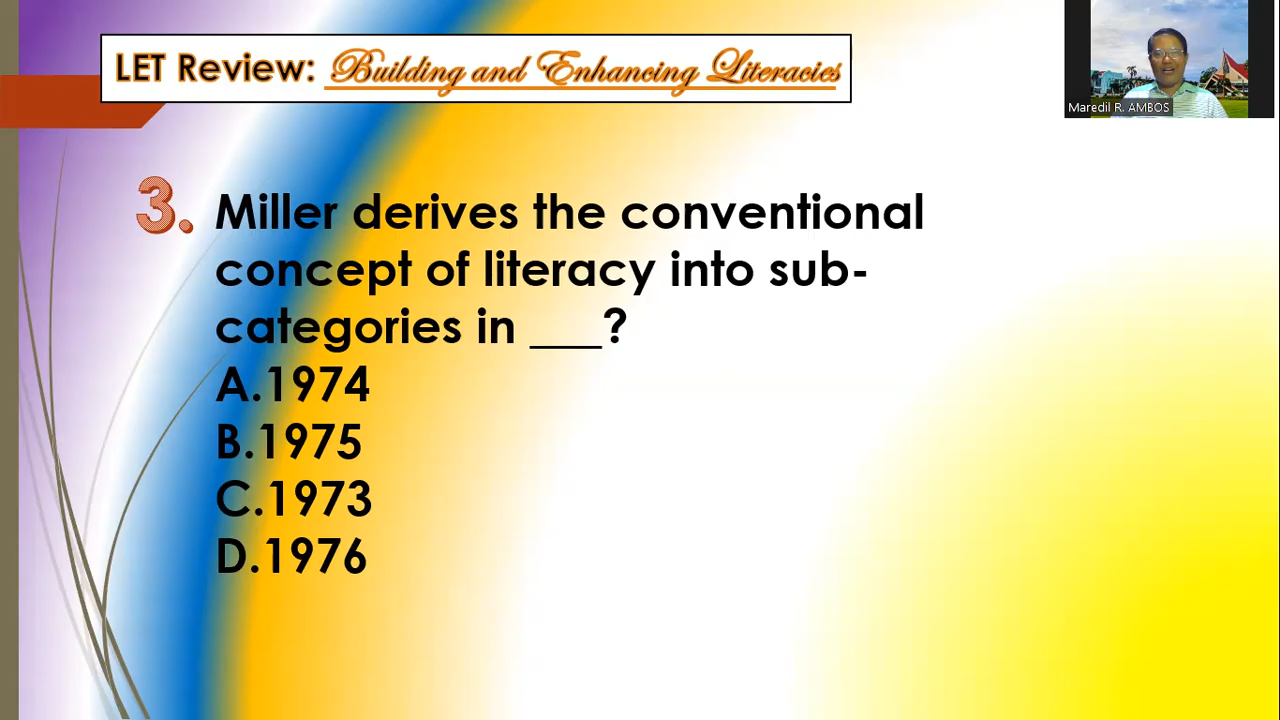 LET Review: Building and Enhancing Literacies
Maredil R. AMBOS
3. Miller derives the conventional
concept of literacy into sub-
categories in ___?
A.1974
B.1975
C.1973
D.1976